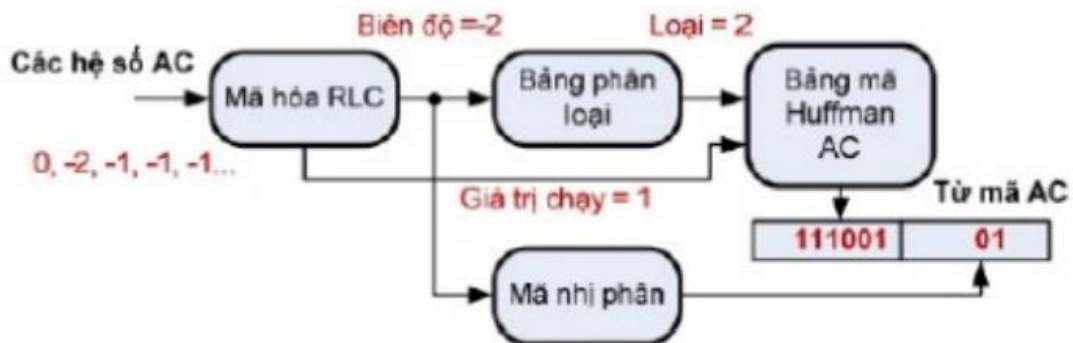 Biên độ =-2
Loại = 2
Các hệ số AC
Mã hóa RLC
Bảng phân
loại
Bảng mã
Huffman
AC
0, -2, -1, -1, -1...
Giá trị chạy = 1
Từ mã AC
111001
01
Mã nhị phân